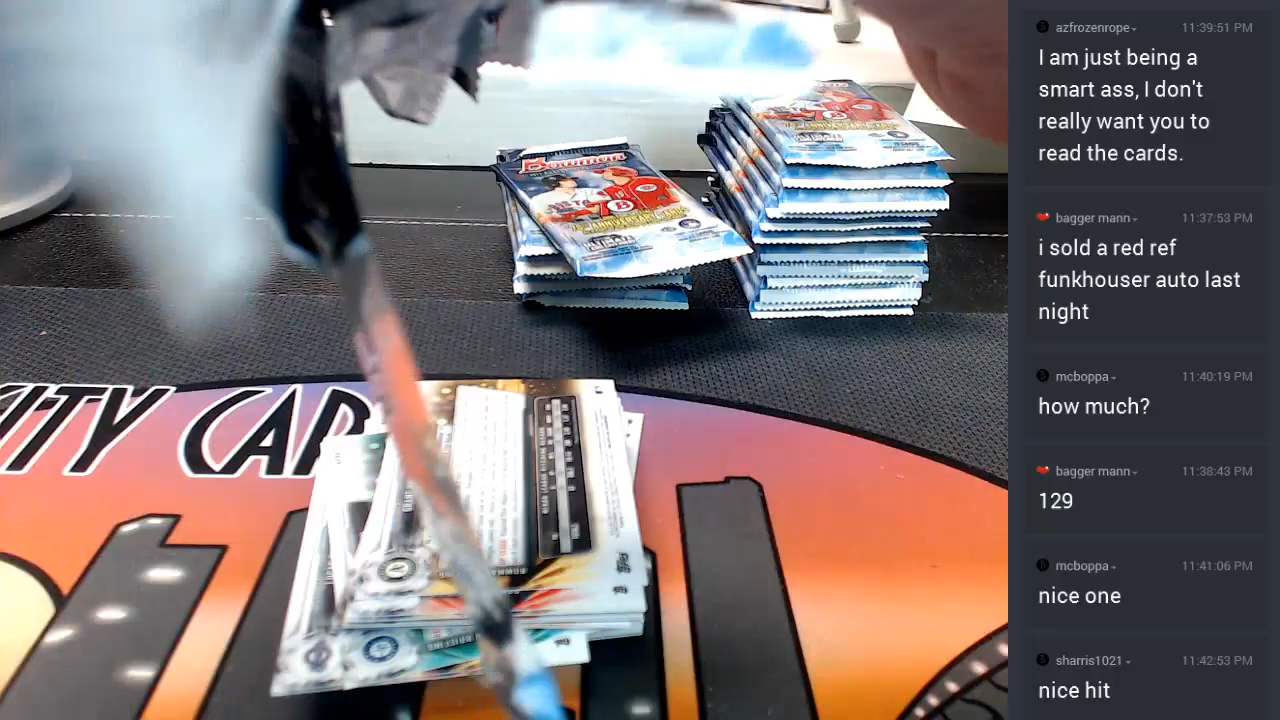 Bowman
ITY CAR
azfrozenrope
11:39:51 PM
I am just being a
smart ass, I don't
really want you to
read the cards.
bagger mann
11:37:53 PM
i sold a red ref
funkhouser auto last
night
mcboppa
11:40:19 PM
how much?
bagger mann
11:38:43 PM
129
mcboppa
11:41:06 PM
nice one
sharris1021
11:42:53 PM
nice hit